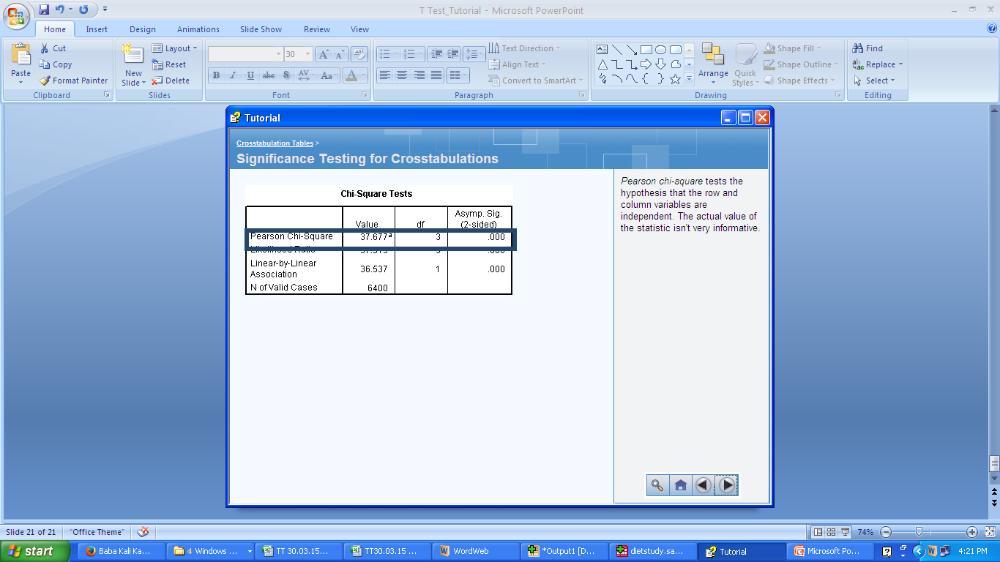 T Test_Tutorial - Microsoft PowerPoint
Home Insert Design Animations Slide Show Review View
Paste
Cut
Copy
Format Painter
Clipboard
New Slide
Layout
Reset
Delete
Slides
30
B I U abc S AV Aa A
Font
Text Direction
Align Text
Convert to SmartArt
Paragraph
Arrange
Quick Styles
Shape Fill
Shape Outline
Shape Effects
Drawing
Find
Replace
Select
Editing
Tutorial
Crosstabulation Tables >
Significance Testing for Crosstabulations
Chi-Square Tests
Value df Asymp. Sig. (2-sided)
Pearson Chi-Square 37.677a 3 .000
Likelihood Ratio
Linear-by-Linear Association 36.537 1 .000
N of Valid Cases 6400
Pearson chi-square tests the
hypothesis that the row and
column variables are
independent. The actual value of
the statistic isn't very informative.
Slide 21 of 21 "Office Theme" 74%
start Baba Kali Ka... 4 Windows ... TT 30.03.15... TT30.03.15 ... WordWeb *Output1 [D... dietstudy.sa... Tutorial Microsoft Po... 4:21 PM